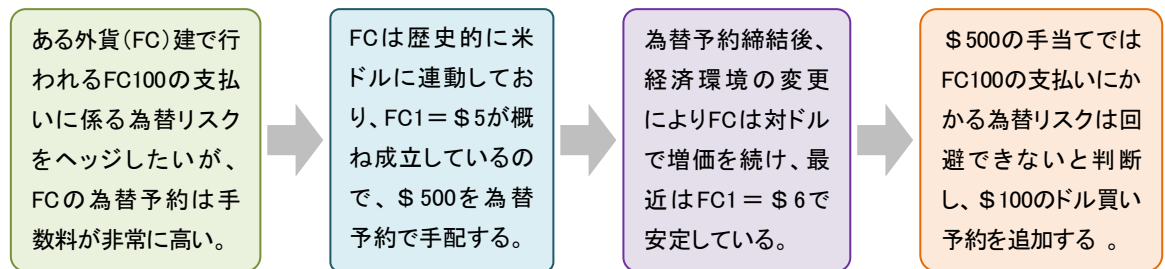 ある外貨(FC)建で行
われるFC100の支払
いに係る為替リスク
をヘッジしたいが、
FCの為替予約は手
数料が非常に高い。
FCは歴史的に米
ドルに連動してお
り、FC1＝＄5が概
ね成立しているの
で、＄500を為替
予約で手配する。
為替予約締結後、
経済環境の変更
によりFCは対ドル
で増価を続け、最
近はFC1＝＄6で
安定している。
＄500の手当てでは
FC100の支払いにか
かる為替リスクは回
避できないと判断
し、＄100のドル買い
予約を追加する 。